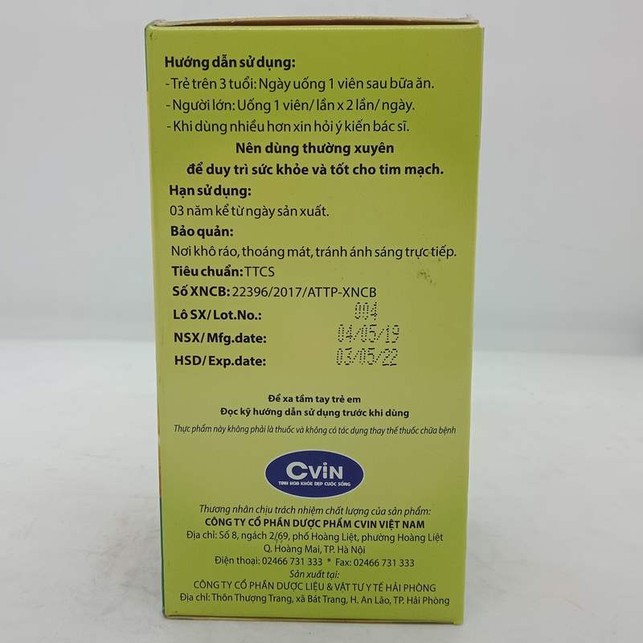 Hướng dẫn sử dụng:
-Trẻ trên 3 tuổi: Ngày uống 1 viên sau bữa ăn.
-Người lớn: Uống 1 viên/ lần x 2 lần/ ngày.
-Khi dùng nhiều hơn xin hỏi ý kiến bác sĩ.
Nên dùng thường xuyên
để duy trì sức khỏe và tốt cho tim mạch.
Hạn sử dụng:
03 năm kể từ ngày sản xuất.
Bảo quản:
Nơi khô ráo, thoáng mát, tránh ánh sáng trực tiếp.
Tiêu chuẩn: TTCS
Số XNCB: 22396/2017/ATTP-XNCB
Lô SX/ Lot.No.: 094
NSX/ Mfg.date: 04/05/19
HSD/ Exp.date: 03/05/22
Để xa tầm tay trẻ em
Đọc kỹ hướng dẫn sử dụng trước khi dùng
Thực phẩm này không phải là thuốc và không có tác dụng thay thế thuốc chữa bệnh
CViN
TINH HOA KHỎE ĐẸP CUỘC SỐNG
Thương nhân chịu trách nhiệm chất lượng của sản phẩm:
CÔNG TY CỔ PHẦN DƯỢC PHẨM CVIN VIỆT NAM
Địa chỉ: Số 8, ngách 2/69, phố Hoàng Liệt, phường Hoàng Liệt
Q. Hoàng Mai, TP. Hà Nội
Điện thoại: 02466 731 333 * Fax: 02466 731 333
Sản xuất tại:
CÔNG TY CỔ PHẦN DƯỢC LIỆU & VẬT TƯ Y TẾ HẢI PHÒNG
Địa chỉ: Thôn Thượng Trang, xã Bát Trang, H. An Lão, TP. Hải Phòng